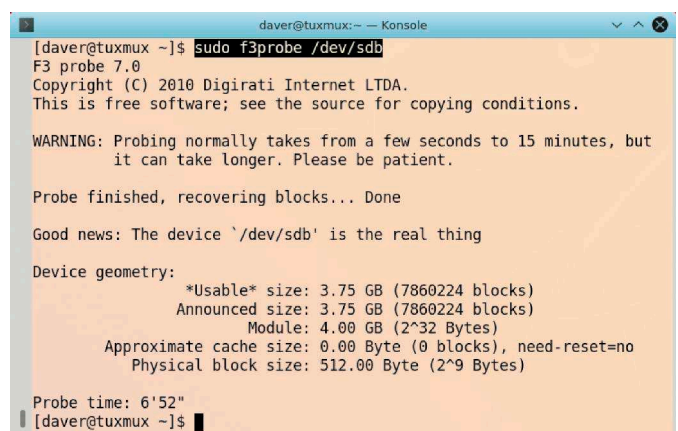 daver@tuxmux:~ — Konsole
[daver@tuxmux ~]$ sudo f3probe /dev/sdb
F3 probe 7.0
Copyright (C) 2010 Digirati Internet LTDA.
This is free software; see the source for copying conditions.
WARNING: Probing normally takes from a few seconds to 15 minutes, but
it can take longer. Please be patient.
Probe finished, recovering blocks... Done
Good news: The device `/dev/sdb' is the real thing
Device geometry:
*Usable* size: 3.75 GB (7860224 blocks)
Announced size: 3.75 GB (7860224 blocks)
Module: 4.00 GB (2^32 Bytes)
Approximate cache size: 0.00 Byte (0 blocks), need-reset=no
Physical block size: 512.00 Byte (2^9 Bytes)
Probe time: 6'52"
[daver@tuxmux ~]$